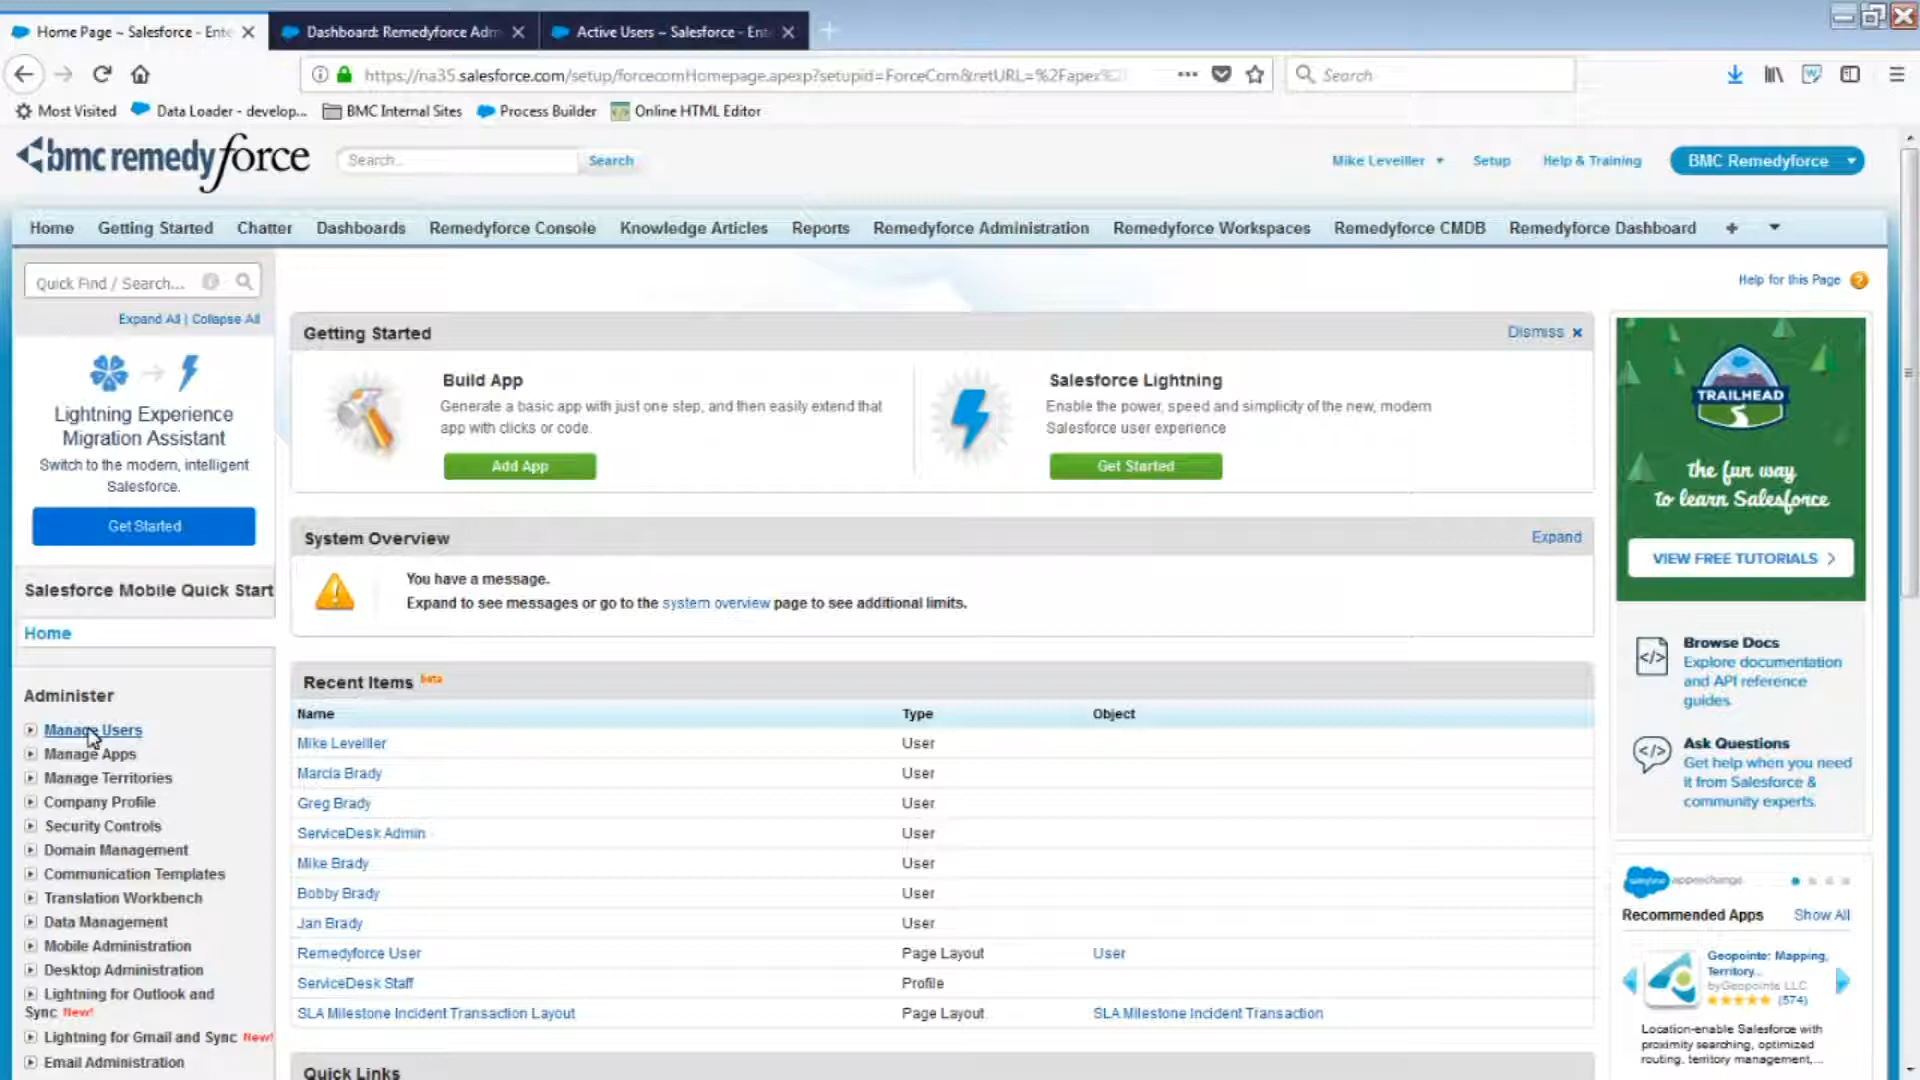 Home Page ~ Salesforce - Ente
Dashboard: Remedyforce Adm
Active Users ~ Salesforce - Ent
https://na35.salesforce.com/setup/forcecomHomepage.apexp?setupid=ForceCom&retURL=%2Fapex%2
Search
Most Visited
Data Loader - develop...
BMC Internal Sites
Process Builder
Online HTML Editor
bmc remedyforce
Search...
Search
Mike Leveiller
Setup
Help & Training
BMC Remedyforce
Home
Getting Started
Chatter
Dashboards
Remedyforce Console
Knowledge Articles
Reports
Remedyforce Administration
Remedyforce Workspaces
Remedyforce CMDB
Remedyforce Dashboard
+
Quick Find / Search...
Expand All | Collapse All
Lightning Experience
Migration Assistant
Switch to the modern, intelligent
Salesforce.
Get Started
Salesforce Mobile Quick Start
Home
Administer
Manage Users
Manage Apps
Manage Territories
Company Profile
Security Controls
Domain Management
Communication Templates
Translation Workbench
Data Management
Mobile Administration
Desktop Administration
Lightning for Outlook and
Sync New!
Lightning for Gmail and Sync New!
Email Administration
Help for this Page
Getting Started
Dismiss
Build App
Generate a basic app with just one step, and then easily extend that
app with clicks or code.
Add App
Salesforce Lightning
Enable the power, speed and simplicity of the new, modern
Salesforce user experience
Get Started
System Overview
Expand
You have a message.
Expand to see messages or go to the system overview page to see additional limits.
Recent Items beta
Name Type Object
Mike Leveiller User
Marcia Brady User
Greg Brady User
ServiceDesk Admin User
Mike Brady User
Bobby Brady User
Jan Brady User
Remedyforce User Page Layout User
ServiceDesk Staff Profile
SLA Milestone Incident Transaction Layout Page Layout SLA Milestone Incident Transaction
Quick Links
TRAILHEAD
the fun way
to learn Salesforce
VIEW FREE TUTORIALS
Browse Docs
Explore documentation
and API reference
guides.
Ask Questions
Get help when you need
it from Salesforce &
community experts.
salesforce appexchange
Recommended Apps
Show All
Geopointe: Mapping,
Territory...
by Geopointe LLC
(574)
Location-enable Salesforce with
proximity searching, optimized
routing, territory management,...